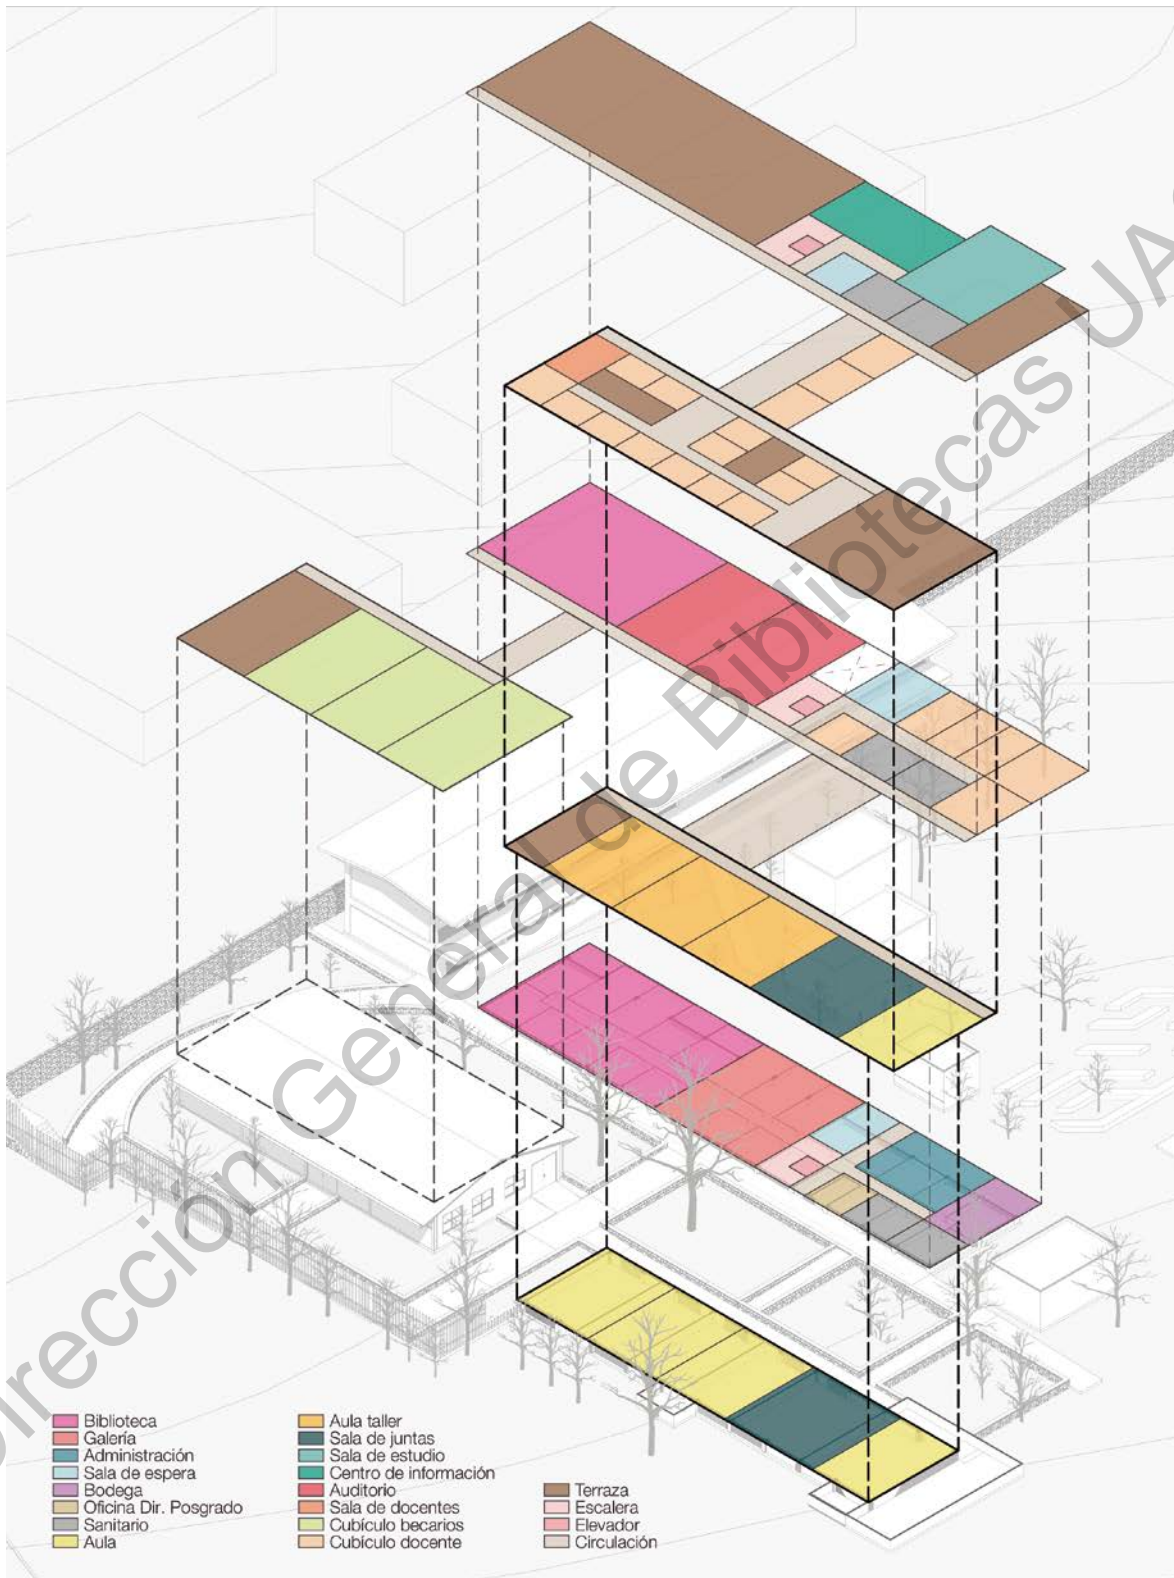 Dirección General de Bibliotecas UA
Biblioteca
Galería
Administración
Sala de espera
Bodega
Oficina Dir. Posgrado
Sanitario
Aula
Aula taller
Sala de juntas
Sala de estudio
Centro de información
Auditorio
Sala de docentes
Cubículo becarios
Cubículo docente
Terraza
Escalera
Elevador
Circulación